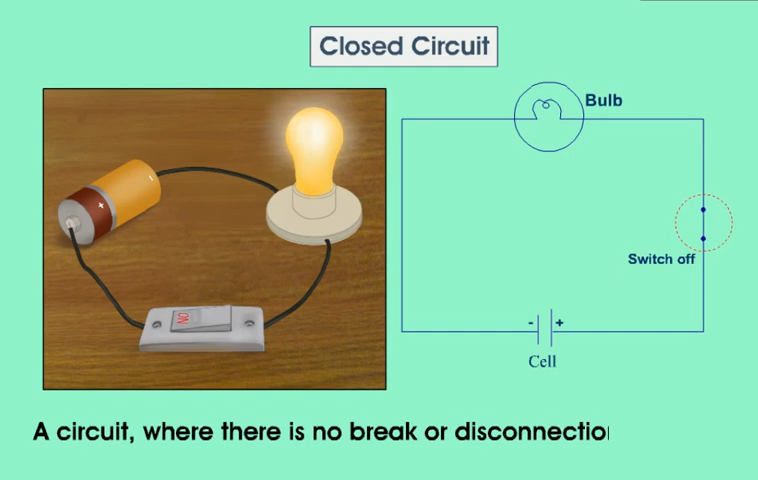 Closed Circuit
Bulb
- +
ON
Switch off
- +
Cell
A circuit, where there is no break or disconnectio